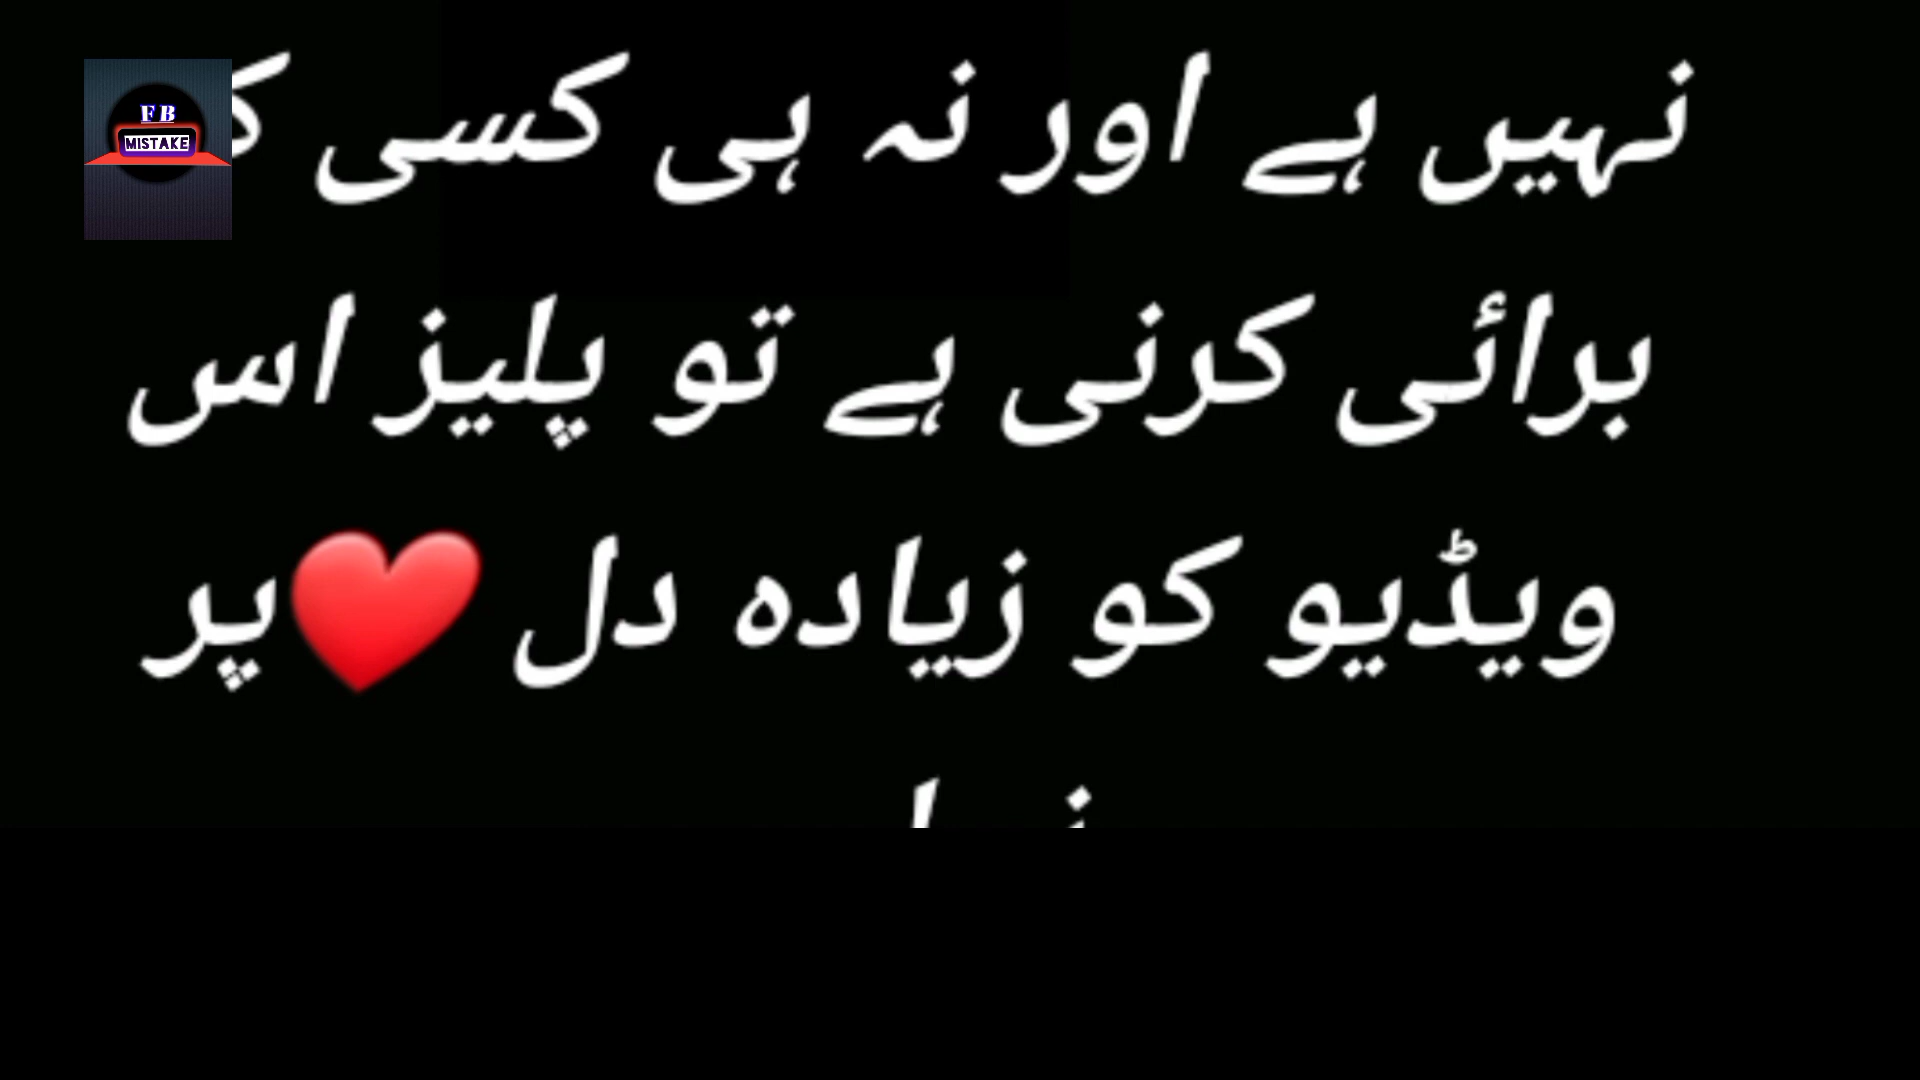 نہیں ہے اور نہ ہی کسی
برائی کرنی ہے تو پلیز اس
ویڈیو کو زیادہ دل ❤️پر
FB
MISTAKE